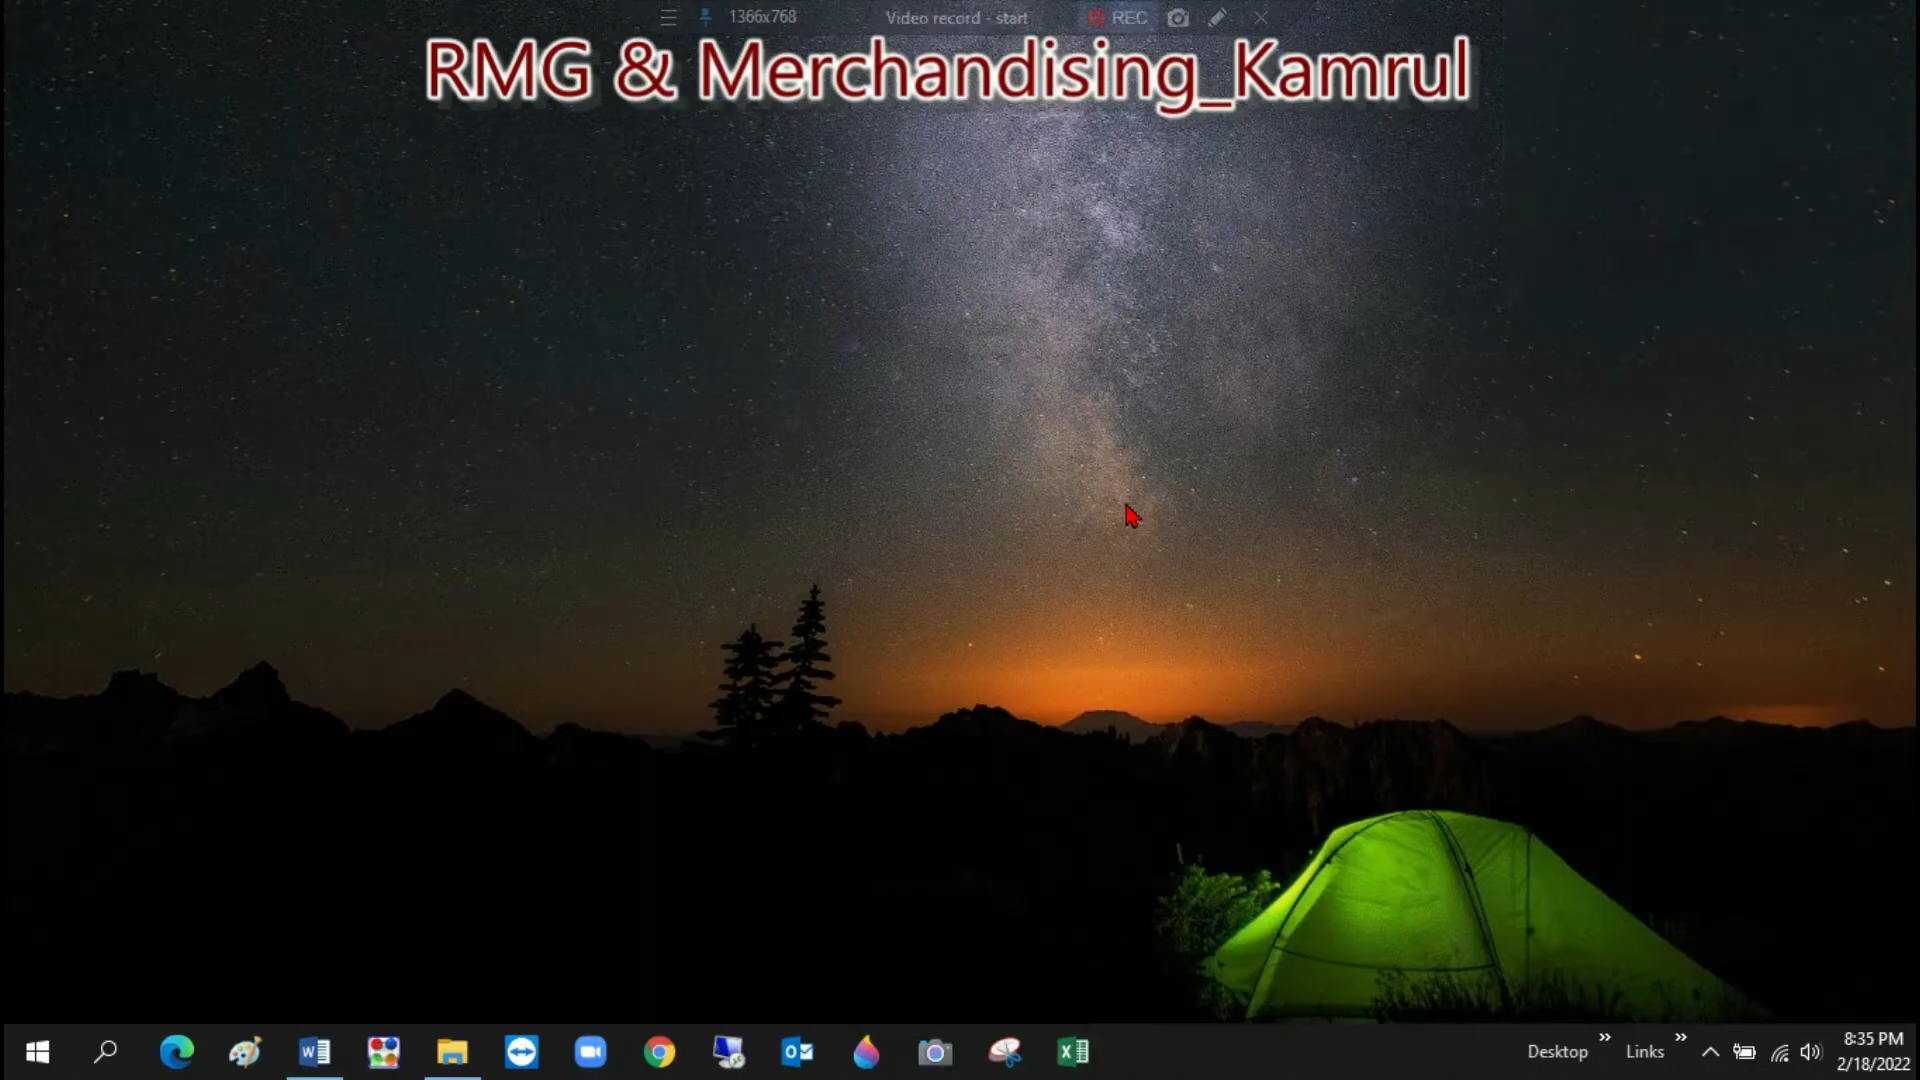 1366x768 Video record - start REC
RMG & Merchandising_Kamrul
Desktop » Links » 8:35 PM
2/18/2022